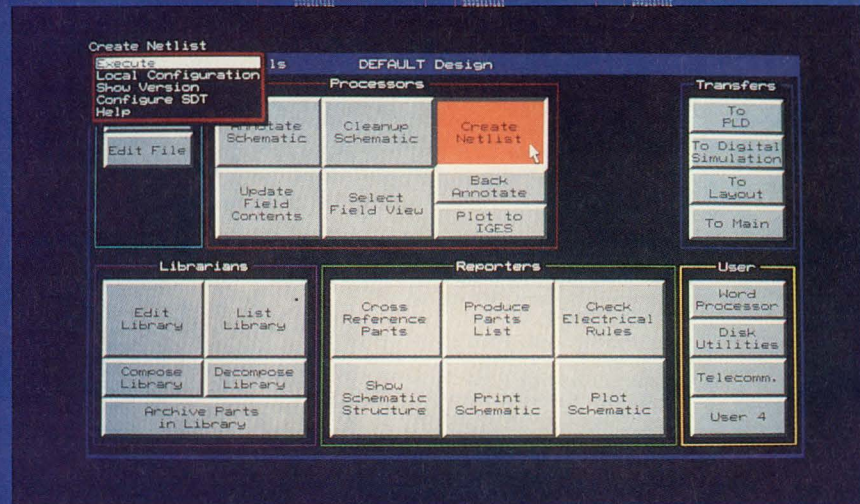 Create Netlist
Execute
Local Configuration
Show Version
Configure SDT
Help
ls DEFAULT Design
Processors
Transfers
Edit File
Annotate
Schematic
Cleanup
Schematic
Create
Netlist
Update
Field
Contents
Select
Field View
Back
Annotate
Plot to
IGES
To
PLD
To Digital
Simulation
To
Layout
To Main
Librarians
Edit
Library
List
Library
Compose
Library
Decompose
Library
Archive Parts
in Library
Reporters
Cross
Reference
Parts
Produce
Parts
List
Check
Electrical
Rules
Show
Schematic
Structure
Print
Schematic
Plot
Schematic
User
Word
Processor
Disk
Utilities
Telecomm.
User 4